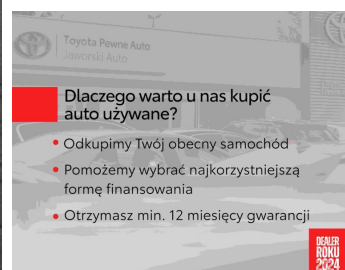 Toyota Pewne Auto
Jaworski Auto
Dlaczego warto u nas kupić
auto używane?
• Odkupimy Twój obecny samochód
• Pomożemy wybrać najkorzystniejszą
formę finansowania
• Otrzymasz min. 12 miesięcy gwarancji
DEALER
ROKU
2024